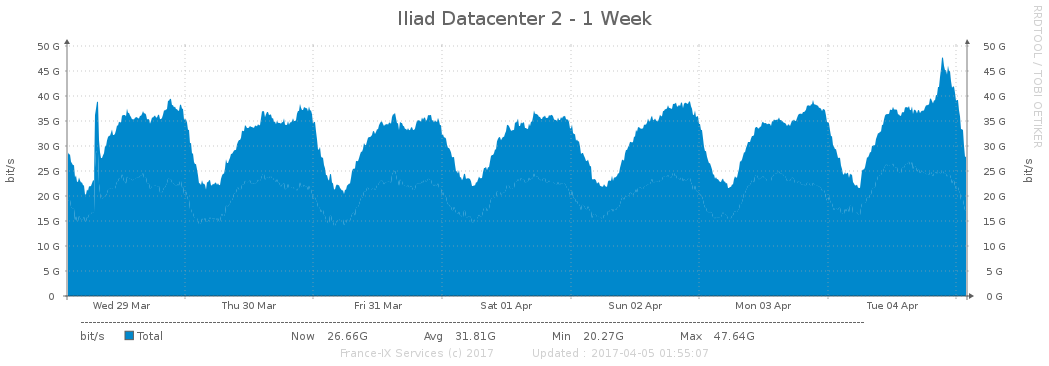 Iliad Datacenter 2 - 1 Week
RRDTOOL / TOBI OETIKER
bit/s
50 G 50 G
45 G 45 G
40 G 40 G
35 G 35 G
30 G 30 G
25 G 25 G
20 G 20 G
15 G 15 G
10 G 10 G
5 G 5 G
0 0 G
bit/s
Wed 29 Mar Thu 30 Mar Fri 31 Mar Sat 01 Apr Sun 02 Apr Mon 03 Apr Tue 04 Apr
bit/s Total Now 26.66G Avg 31.81G Min 20.27G Max 47.64G
France-IX Services (c) 2017 Updated : 2017-04-05 01:55:07